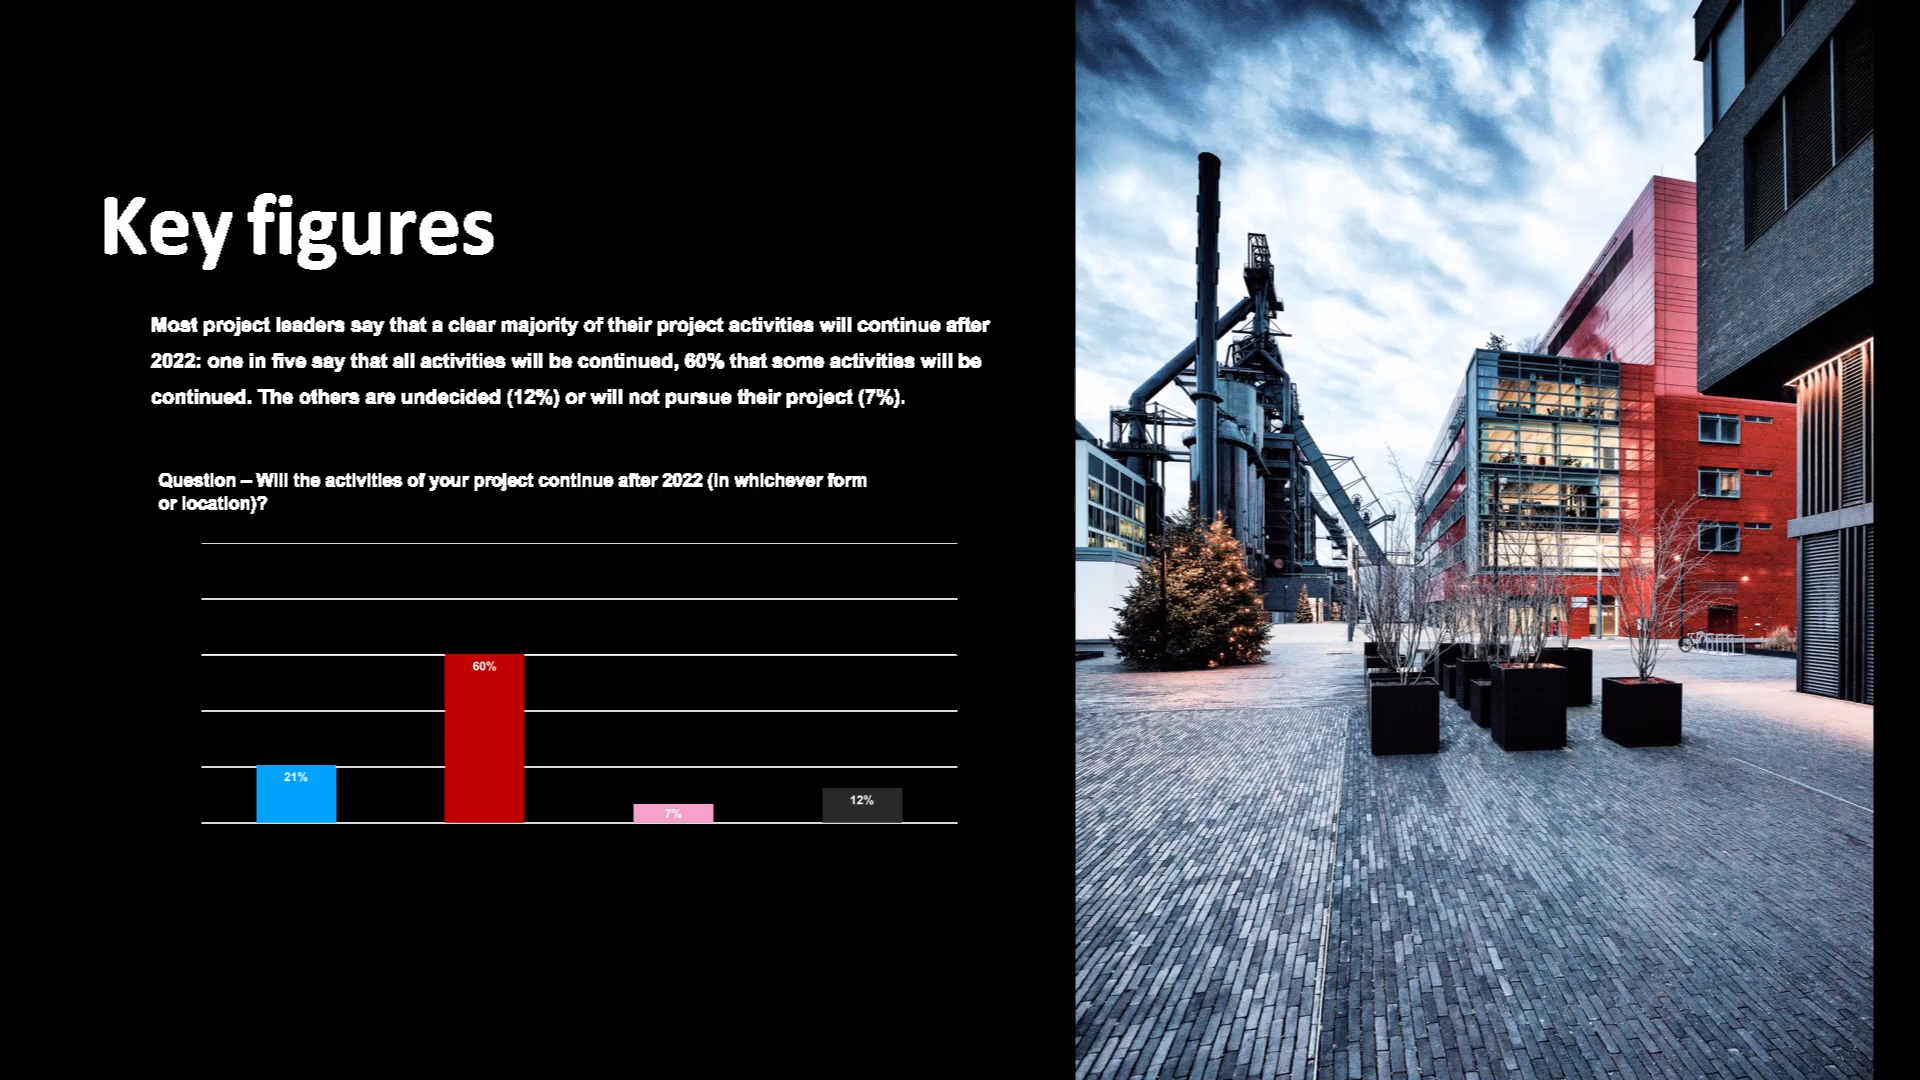 Key figures
Most project leaders say that a clear majority of their project activities will continue after
2022: one in five say that all activities will be continued, 60% that some activities will be
continued. The others are undecided (12%) or will not pursue their project (7%).
Question – Will the activities of your project continue after 2022 (in whichever form
or location)?
60%
21%
7%
12%